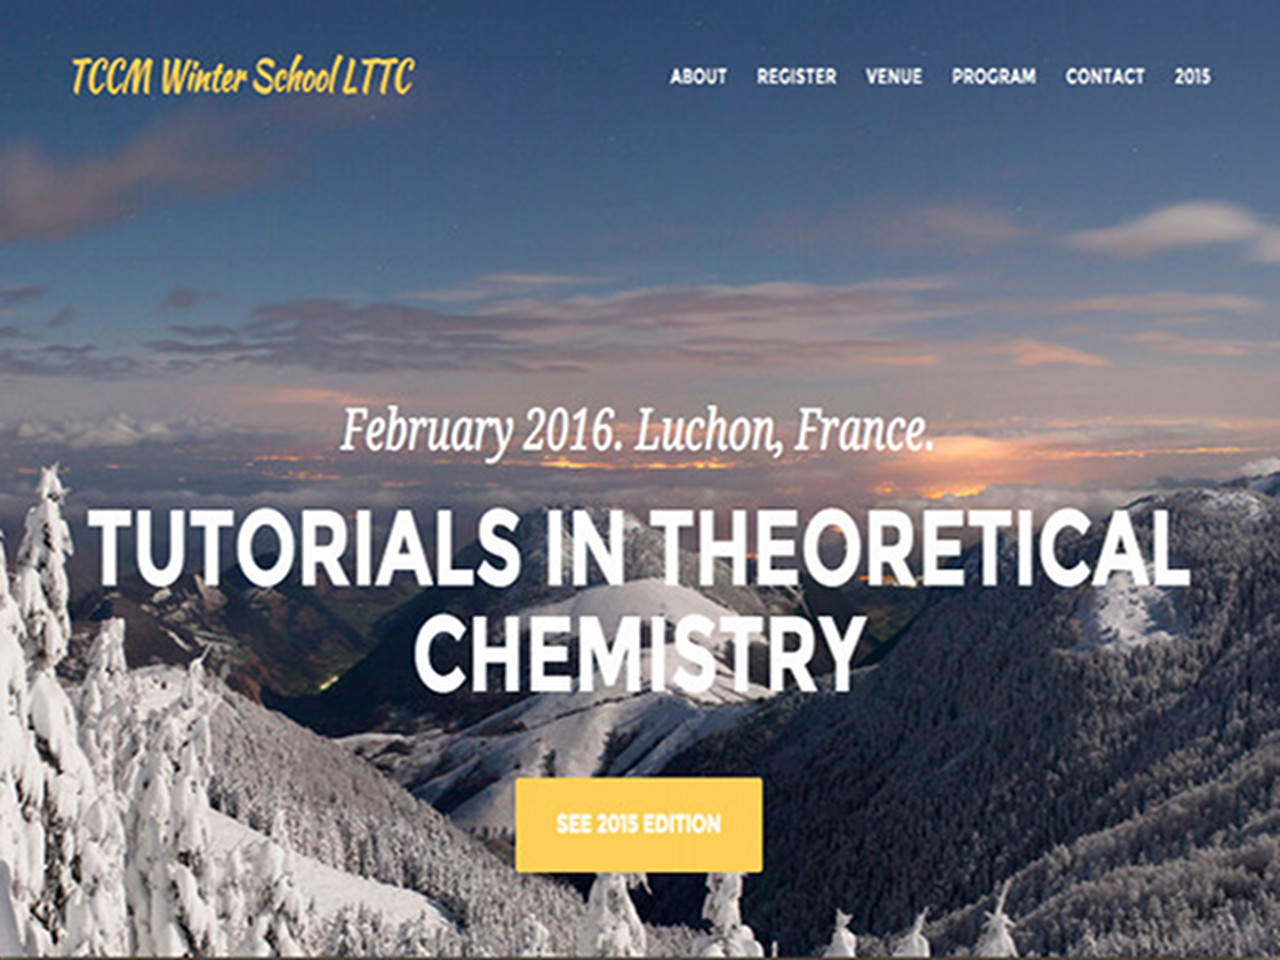 TCCM Winter School LTTC
ABOUT REGISTER VENUE PROGRAM CONTACT 2015
February 2016. Luchon, France.
TUTORIALS IN THEORETICAL
CHEMISTRY
SEE 2015 EDITION